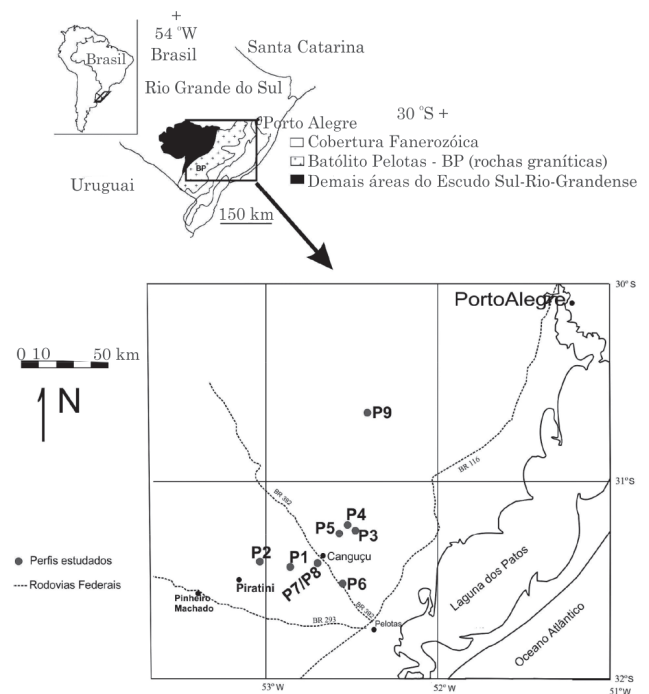 +
54 °W
Brasil
Brasil
Santa Catarina
Rio Grande do Sul
30 °S +
Porto Alegre
Cobertura Fanerozóica
Batólito Pelotas - BP (rochas graníticas)
Demais áreas do Escudo Sul-Rio-Grandense
BP
Uruguai
150 km
30° S
PortoAlegre
0 10 50 km
N
P9
BR 116
31°S
BR 392
P4
P5
P3
P2
P1
Canguçu
P7/P8
P6
Perfis estudados
Rodovias Federais
Piratini
Pinheiro
Machado
BR 293
BR 392
Pelotas
Laguna dos Patos
Oceano Atlântico
32°S
53°W
52° W
51°W